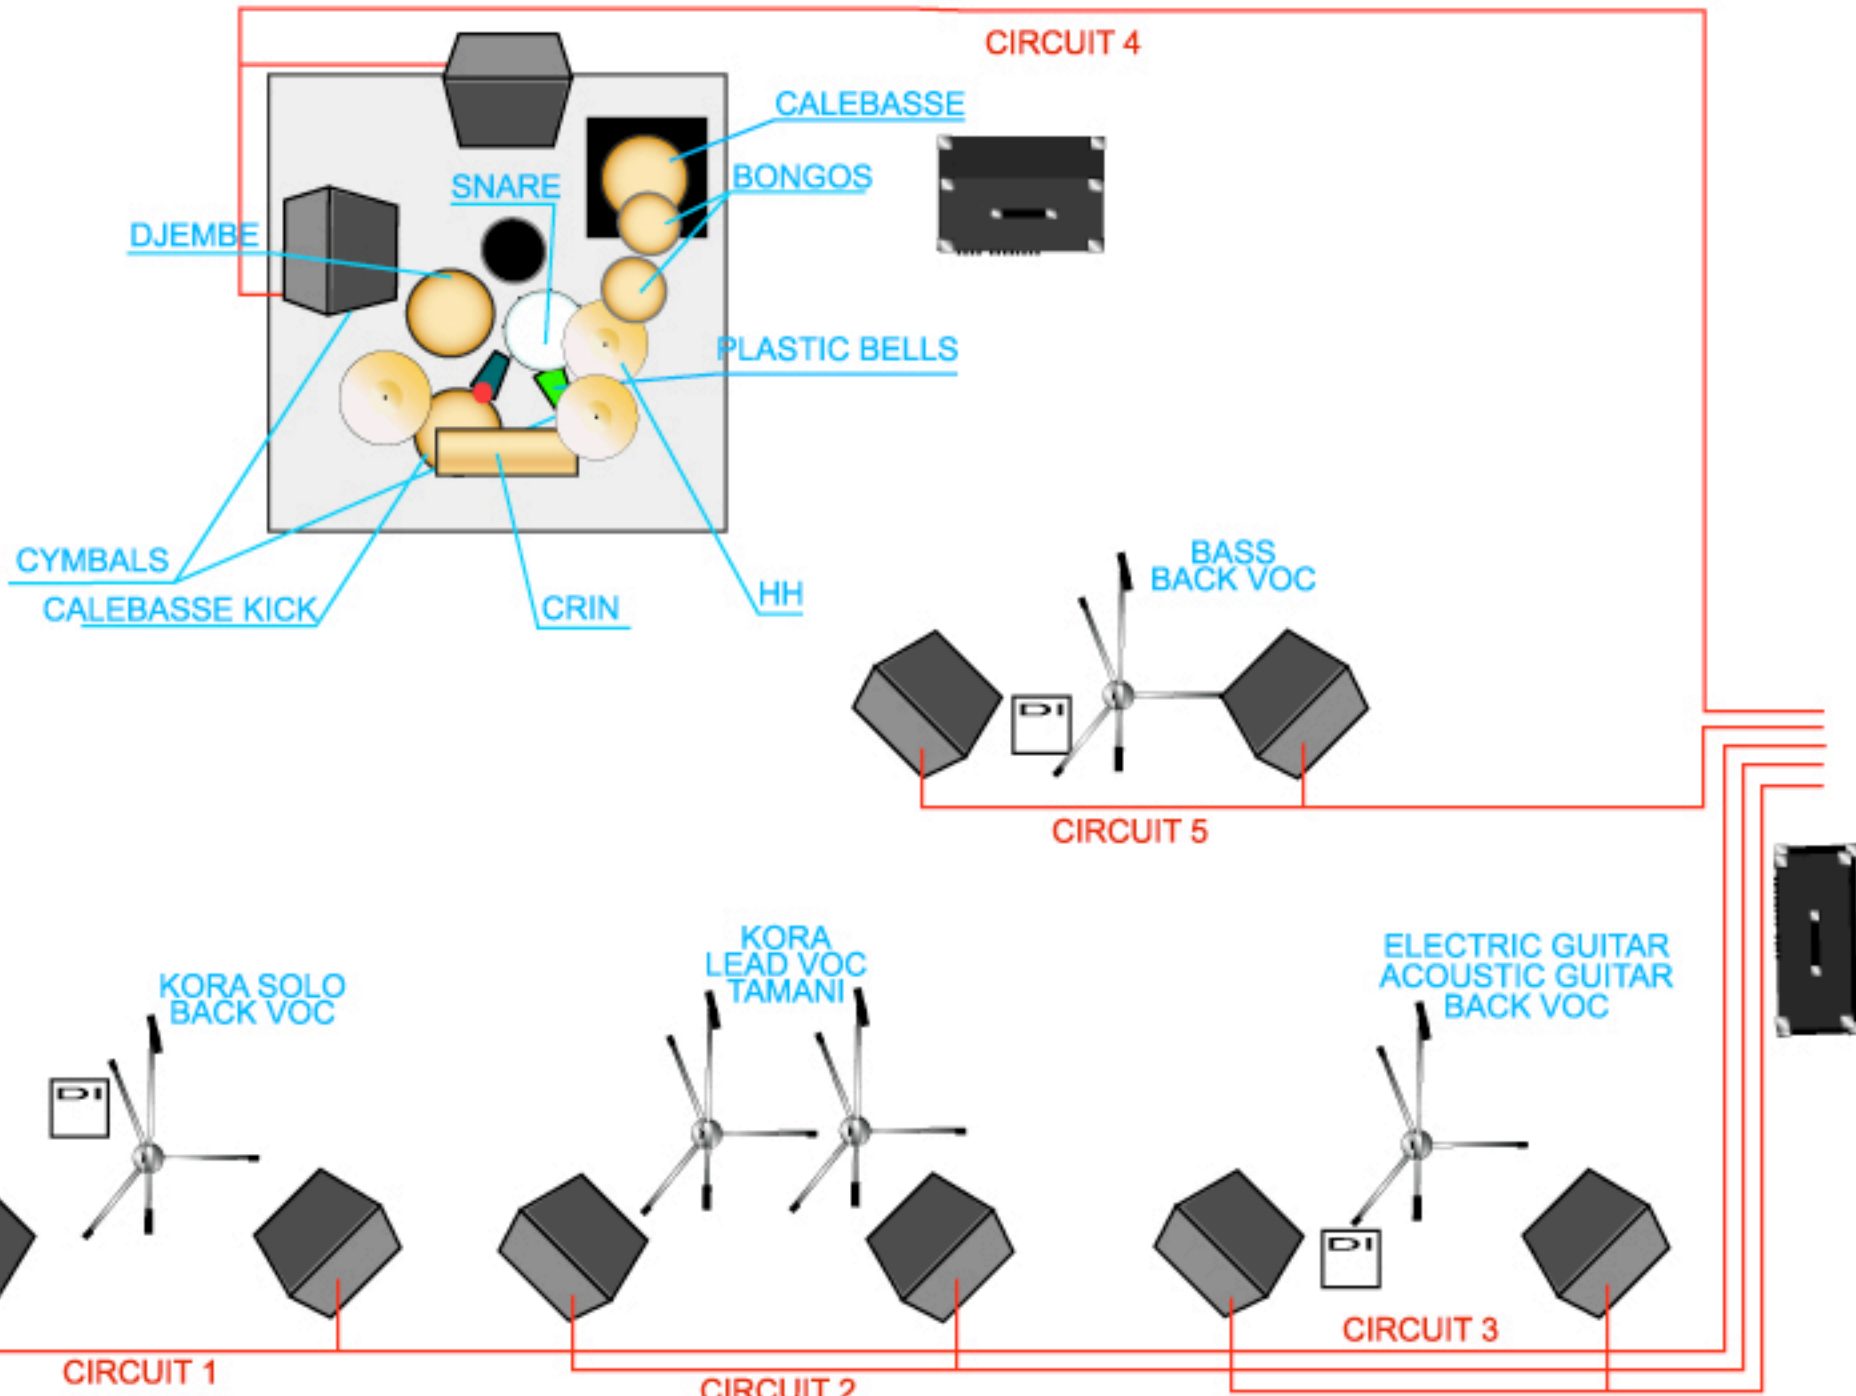 CIRCUIT 4
CALEBASSE
BONGOS
SNARE
DJEMBE
PLASTIC BELLS
CYMBALS
CALEBASSE KICK
CRIN
HH
BASS
BACK VOC
DI
CIRCUIT 5
KORA SOLO
BACK VOC
DI
KORA
LEAD VOC
TAMANI
ELECTRIC GUITAR
ACOUSTIC GUITAR
BACK VOC
DI
CIRCUIT 3
CIRCUIT 1
CIRCUIT 2